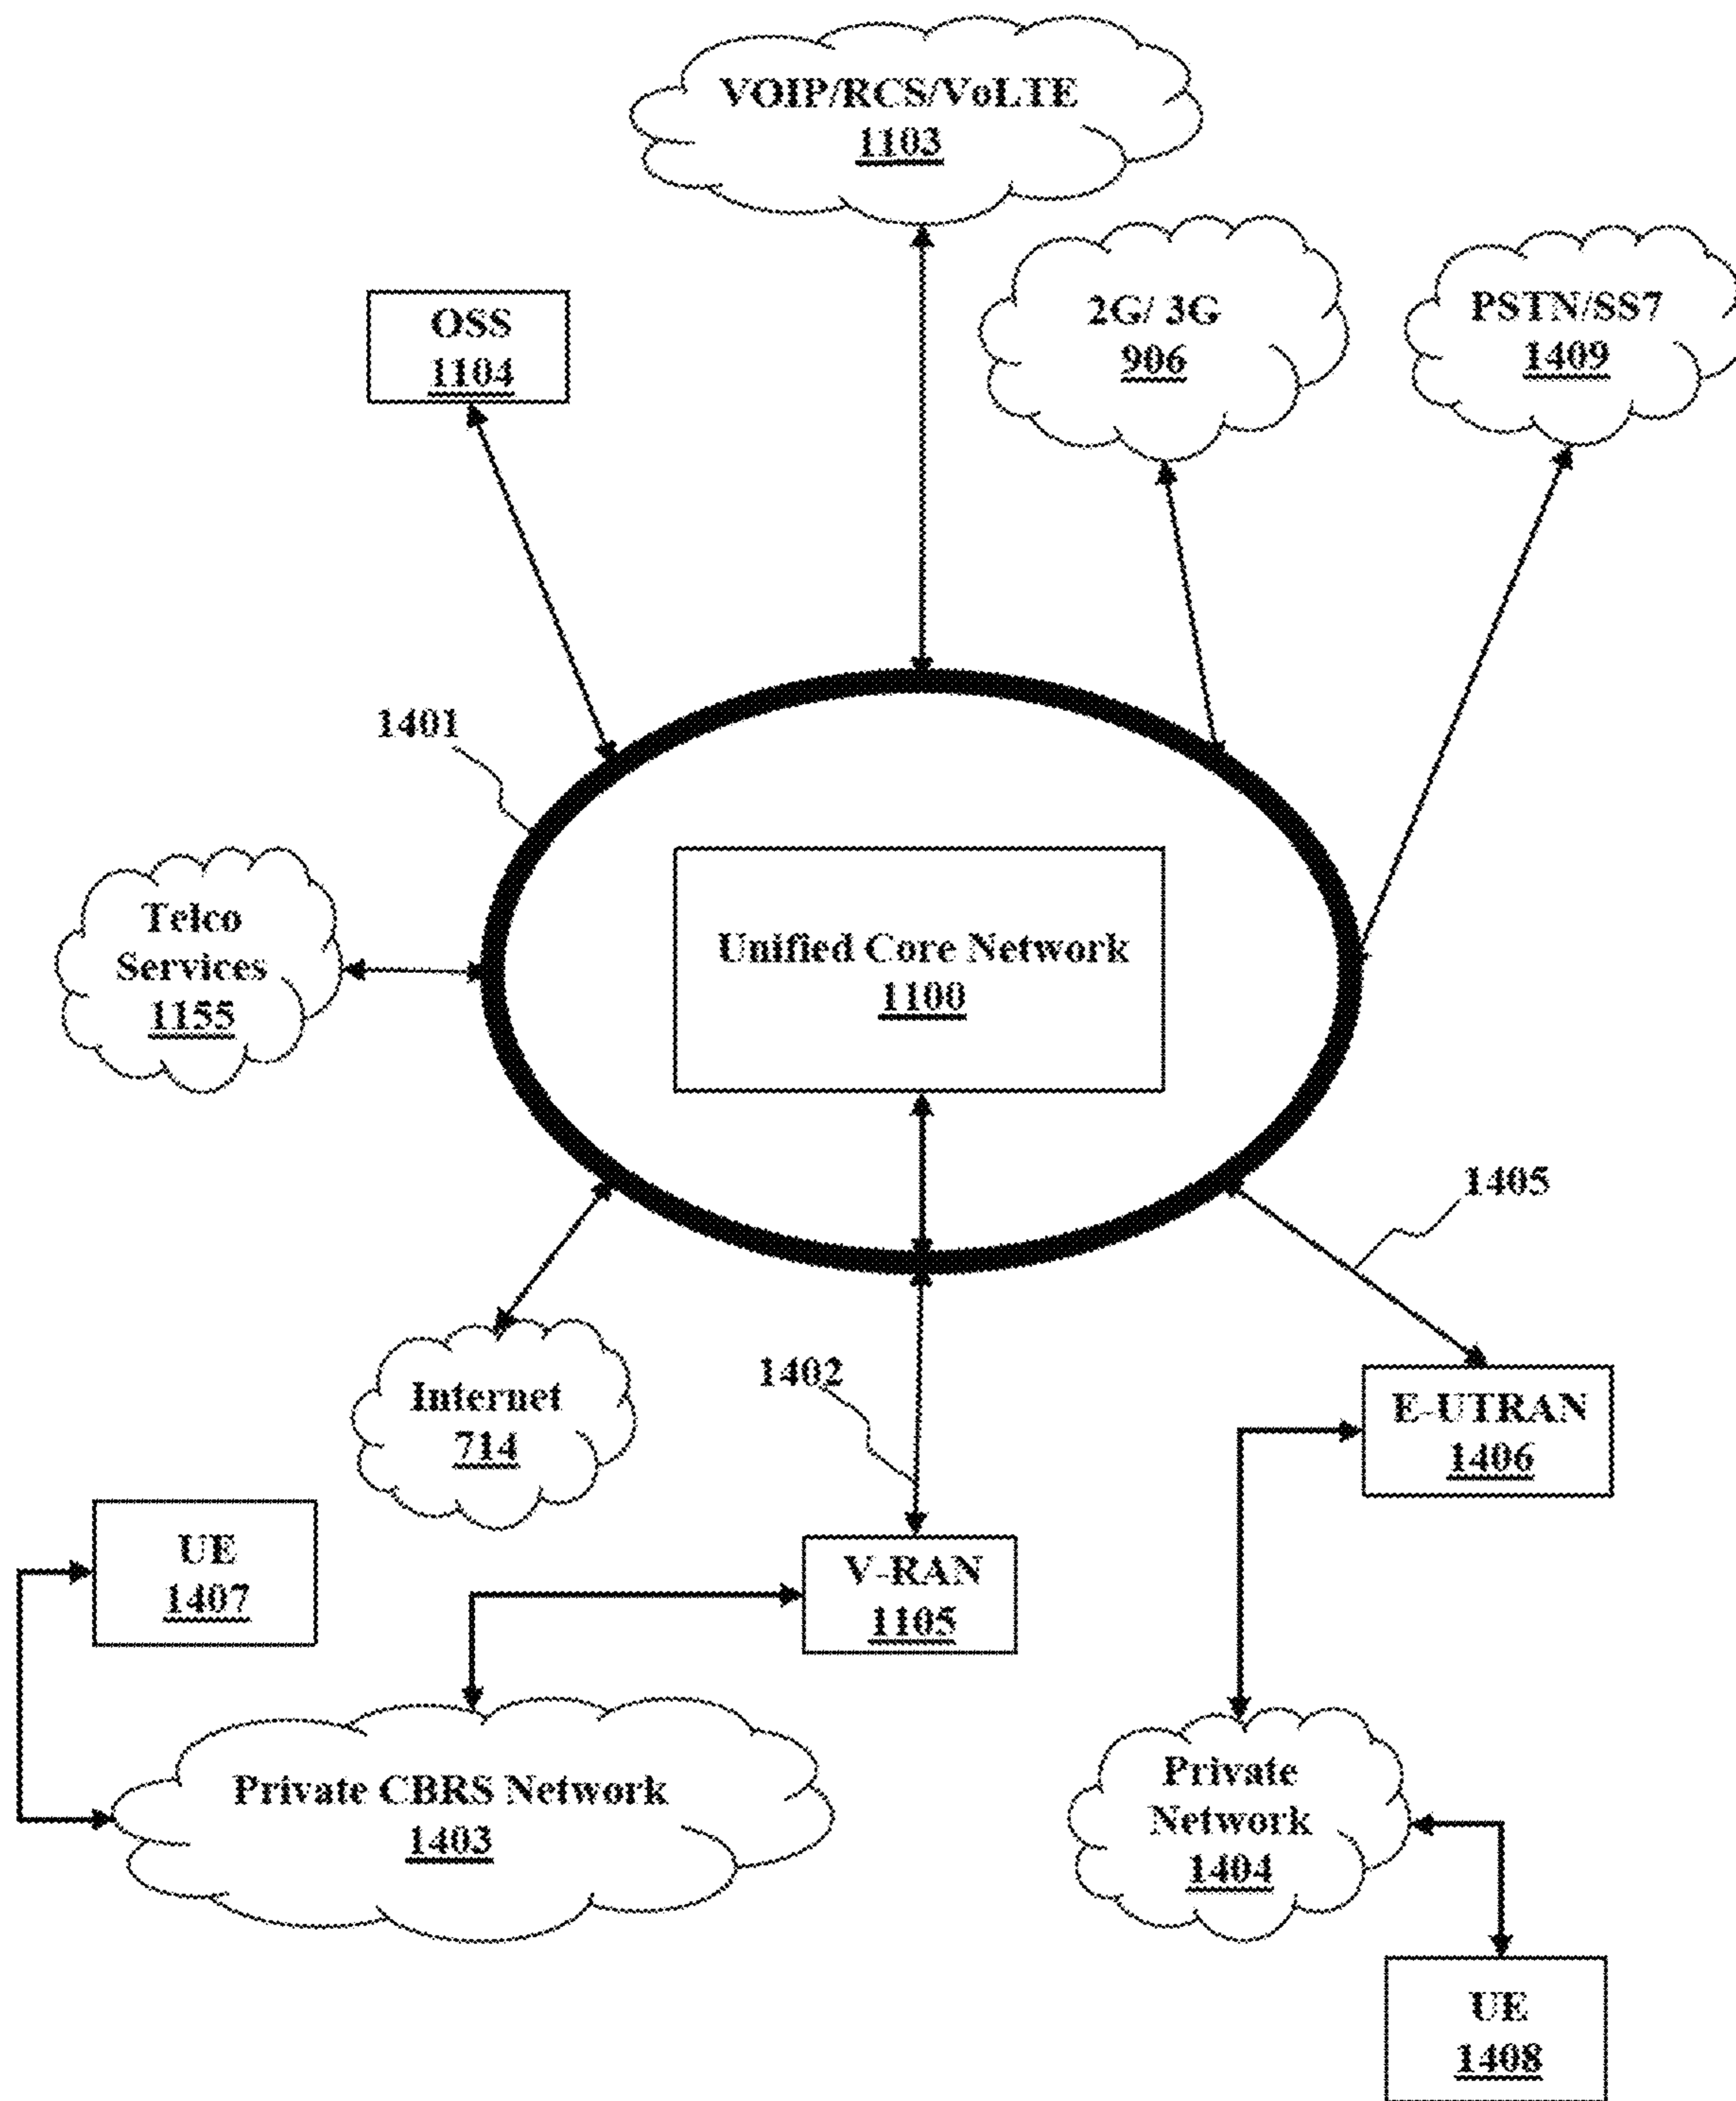 VOIP/RCS/VoLTE
1103
OSS
1104
2G/ 3G
906
PSTN/SS7
1409
1401
Telco
Services
1155
Unified Core Network
1100
1405
Internet
714
1402
E-UTRAN
1406
UE
1407
V-RAN
1105
Private CBRS Network
1403
Private
Network
1404
UE
1408